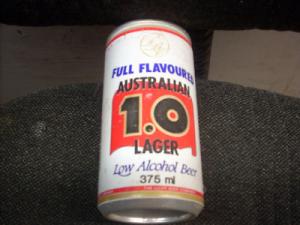 FULL FLAVOURED
AUSTRALIAN
1.0
LAGER
Low Alcohol Beer
375 ml